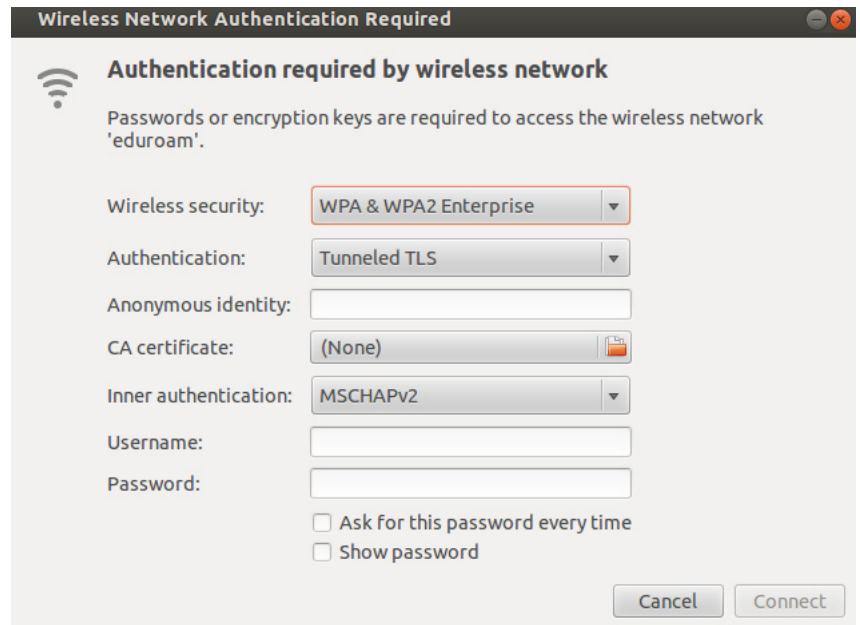 Wireless Network Authentication Required
Authentication required by wireless network
Passwords or encryption keys are required to access the wireless network
'eduroam'.
Wireless security: WPA & WPA2 Enterprise
Authentication: Tunneled TLS
Anonymous identity:
CA certificate: (None)
Inner authentication: MSCHAPv2
Username:
Password:
Ask for this password every time
Show password
Cancel Connect